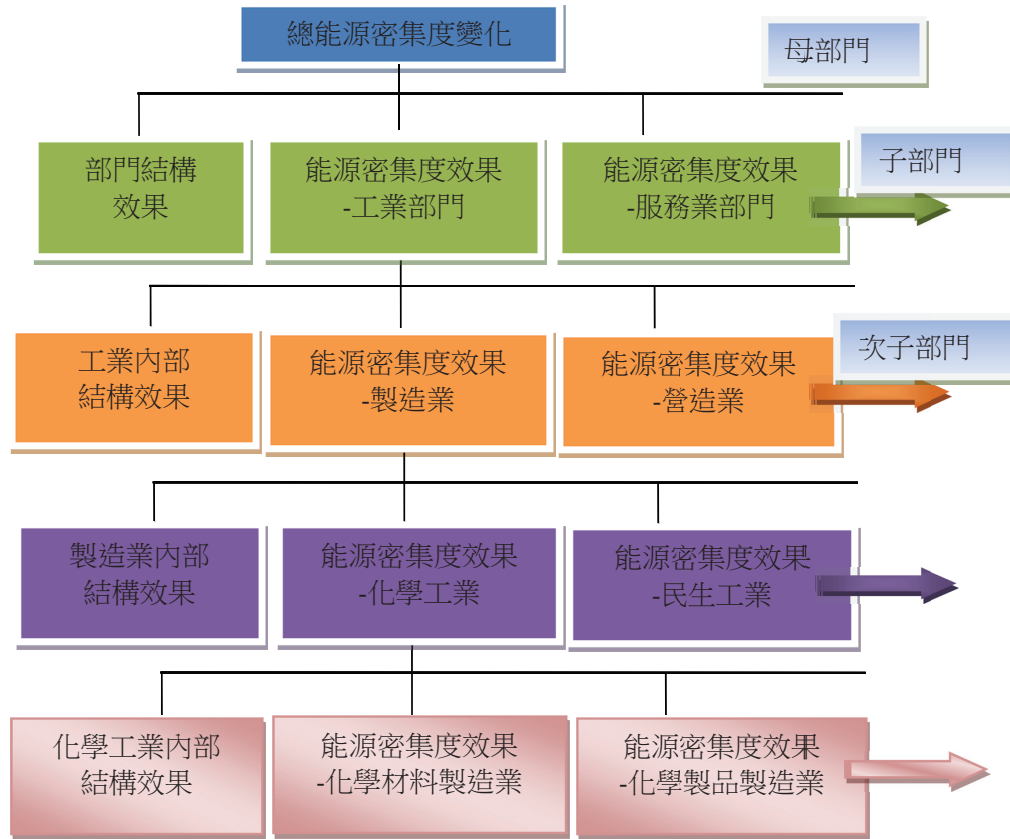 總能源密集度變化
母部門
部門結構
效果
能源密集度效果
-工業部門
能源密集度效果
-服務業部門
子部門
工業內部
結構效果
能源密集度效果
-製造業
能源密集度效果
-營造業
次子部門
製造業內部
結構效果
能源密集度效果
-化學工業
能源密集度效果
-民生工業
化學工業內部
結構效果
能源密集度效果
-化學材料製造業
能源密集度效果
-化學製品製造業